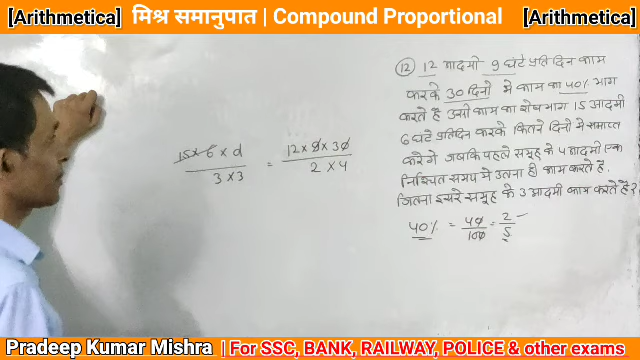 [Arithmetica] मिश्र समानुपात | Compound Proportional [Arithmetica]
(12) 12 आदमी 9 घंटे प्रतिदिन काम
करके 30 दिनो में काम का 40% भाग
करते है उसी काम का शेष भाग 15 आदमी
6 घंटे प्रतिदिन करके कितने दिनों में समाप्त
करेंगे जबकि पहले समूह के 4 आदमी एक
निश्चित समय में उतना ही काम करते है,
जितना दूसरे समूह के 3 आदमी काम करते हैं?
15 × 6 × d / 3 × 3 = 12 × 9 × 30 / 2 × 4
40% = 40/100 = 2/5
Pradeep Kumar Mishra | For SSC, BANK, RAILWAY, POLICE & other exams